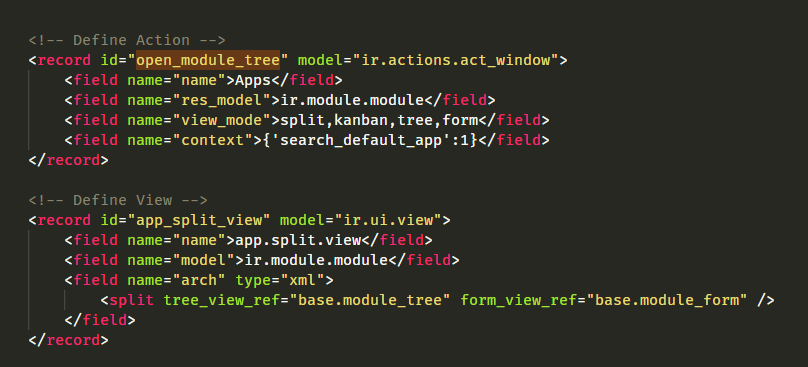 <!-- Define Action -->
<record id="open_module_tree" model="ir.actions.act_window">
    <field name="name">Apps</field>
    <field name="res_model">ir.module.module</field>
    <field name="view_mode">split,kanban,tree,form</field>
    <field name="context">{'search_default_app':1}</field>
</record>

<!-- Define View -->
<record id="app_split_view" model="ir.ui.view">
    <field name="name">app.split.view</field>
    <field name="model">ir.module.module</field>
    <field name="arch" type="xml">
        <split tree_view_ref="base.module_tree" form_view_ref="base.module_form" />
    </field>
</record>